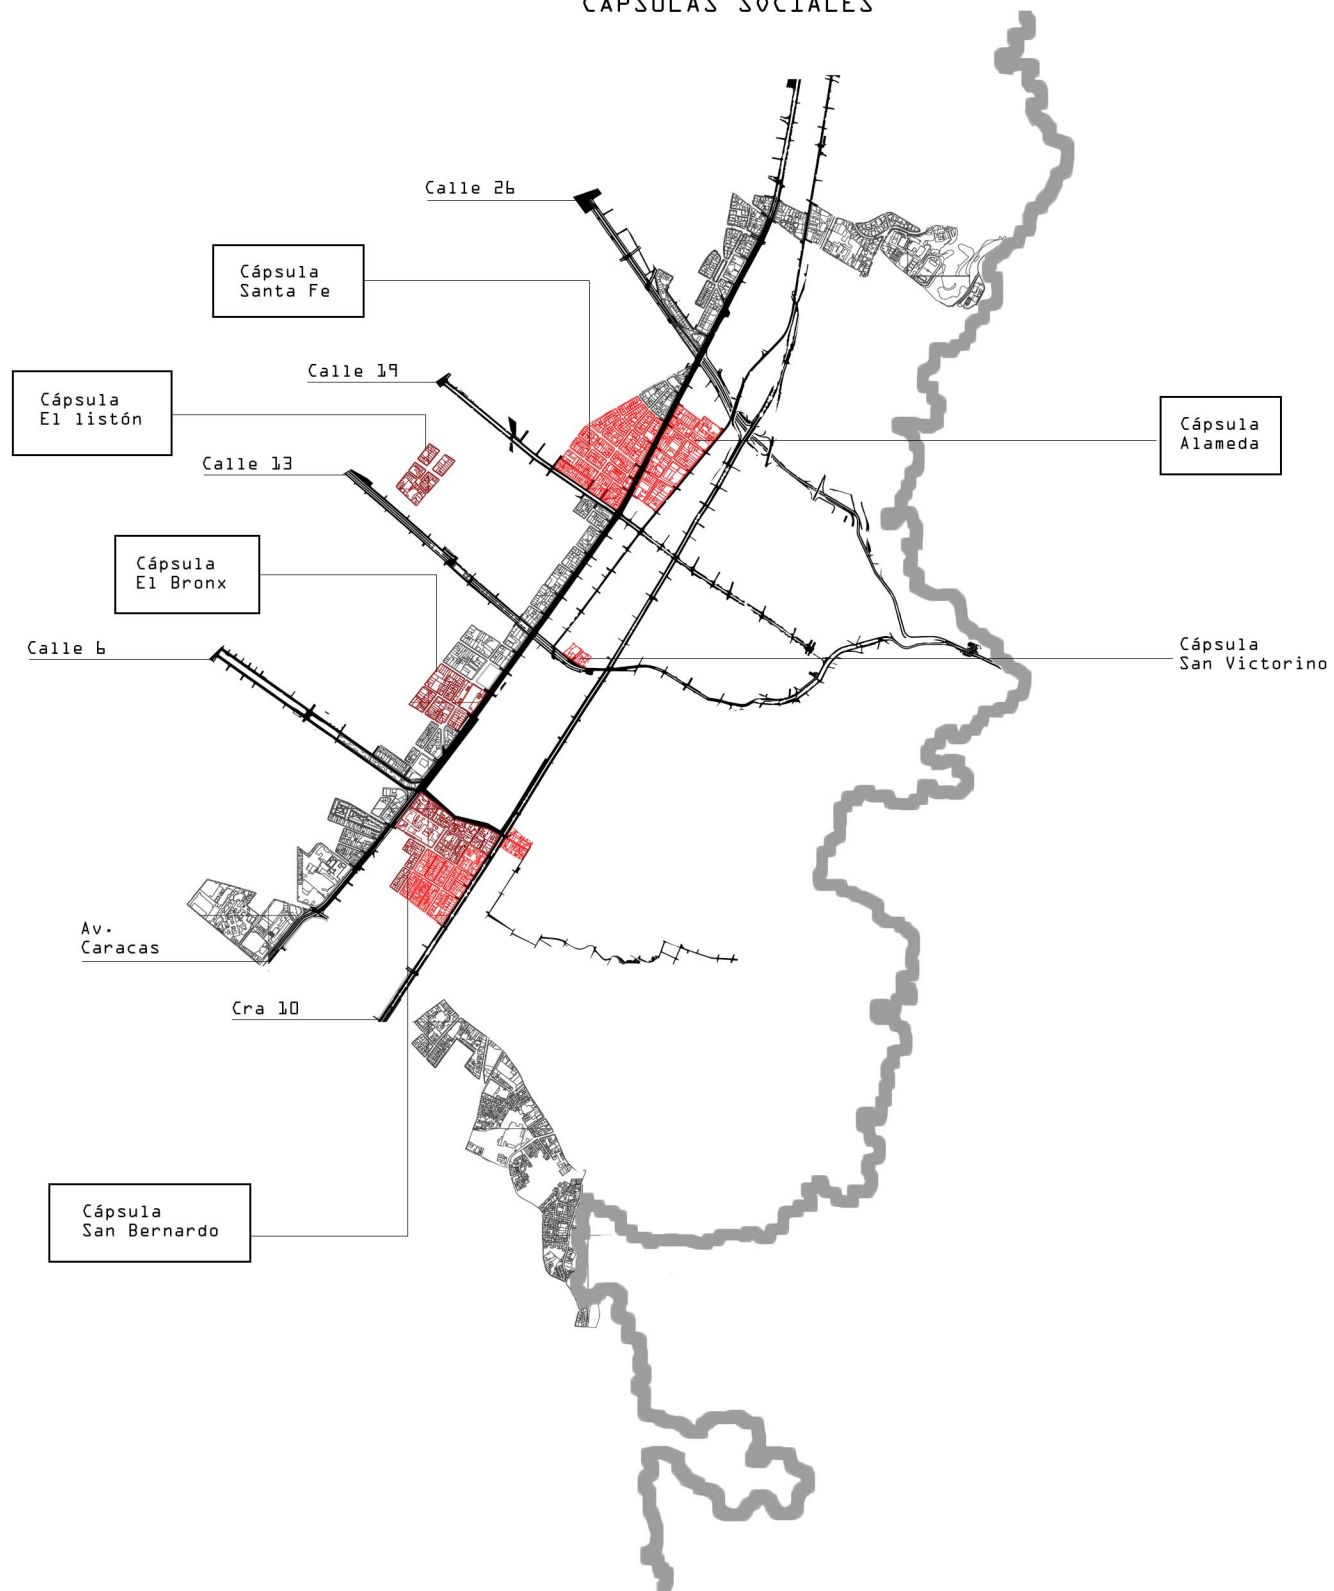 CÁPSULAS SOCIALES
Calle 26
Cápsula
Santa Fe
Calle 19
Cápsula
El listón
Cápsula
Alameda
Calle 13
Cápsula
El Bronx
Calle 6
Cápsula
San Victorino
Av.
Caracas
Cra 10
Cápsula
San Bernardo